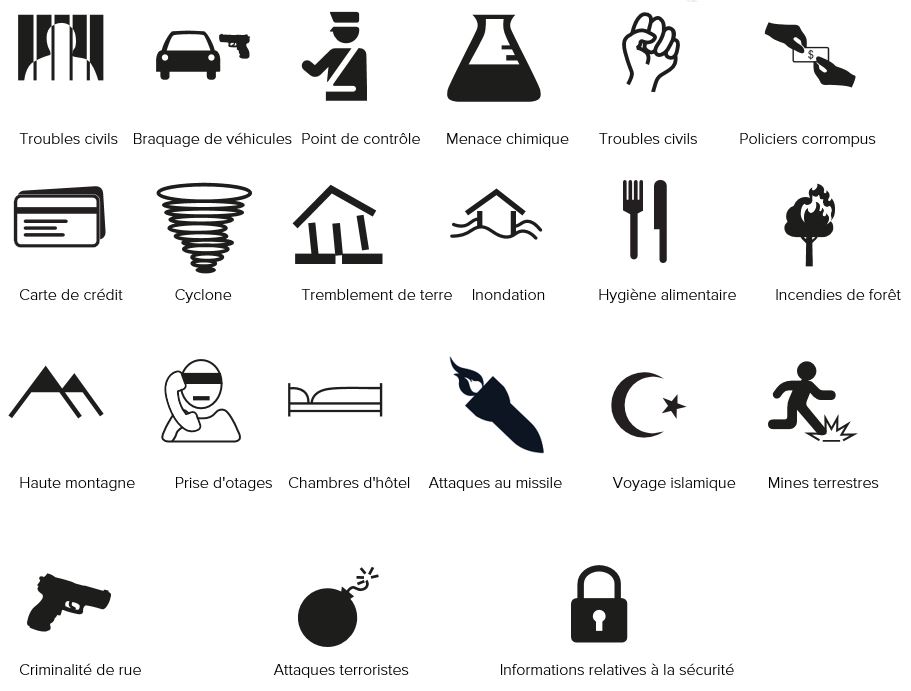 Troubles civils Braquage de véhicules Point de contrôle Menace chimique Troubles civils Policiers corrompus
Carte de crédit Cyclone Tremblement de terre Inondation Hygiène alimentaire Incendies de forêt
Haute montagne Prise d'otages Chambres d'hôtel Attaques au missile Voyage islamique Mines terrestres
Criminalité de rue Attaques terroristes Informations relatives à la sécurité